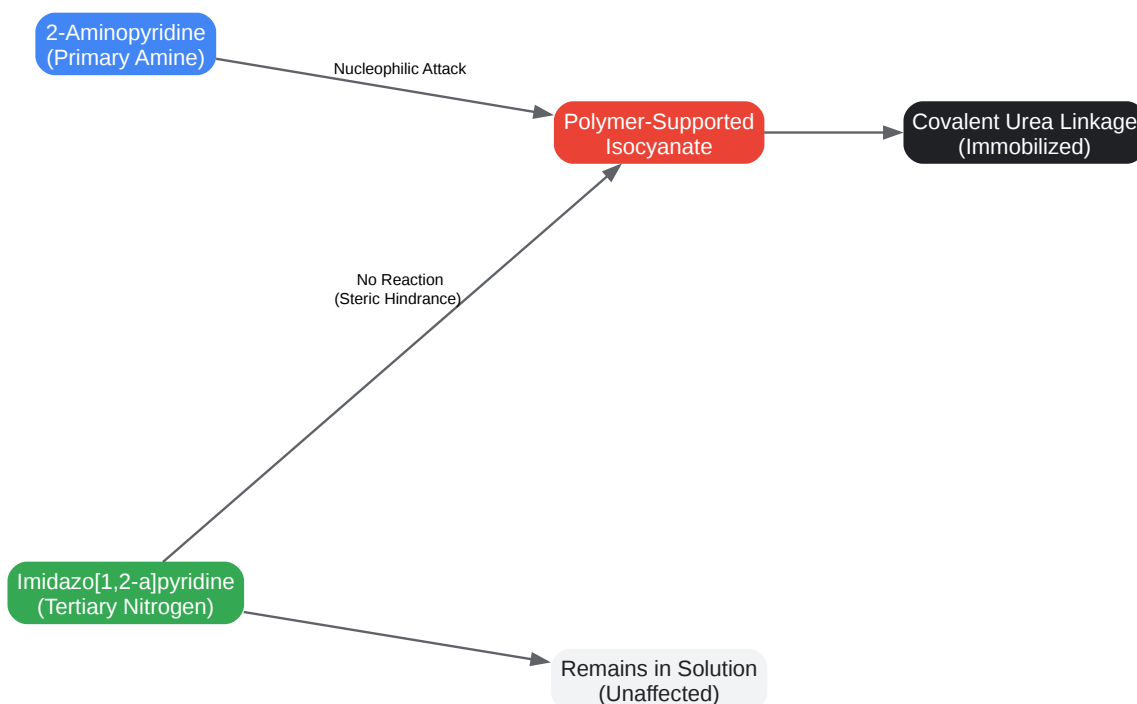 2-Aminopyridine
(Primary Amine)
Nucleophilic Attack
Polymer-Supported
Isocyanate
Covalent Urea Linkage
(Immobilized)
No Reaction
(Steric Hindrance)
Imidazo[1,2-a]pyridine
(Tertiary Nitrogen)
Remains in Solution
(Unaffected)